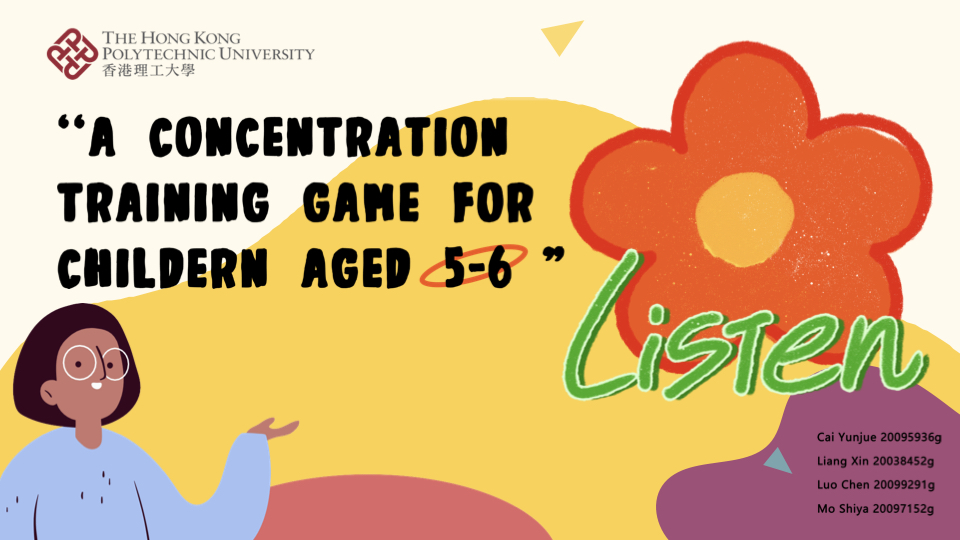 THE HONG KONG
POLYTECHNIC UNIVERSITY
香港理工大學
“A CONCENTRATION
TRAINING GAME FOR
CHILDERN AGED 5-6 ”
Listen
Cai Yunjue 20095936g
Liang Xin 20038452g
Luo Chen 20099291g
Mo Shiya 20097152g